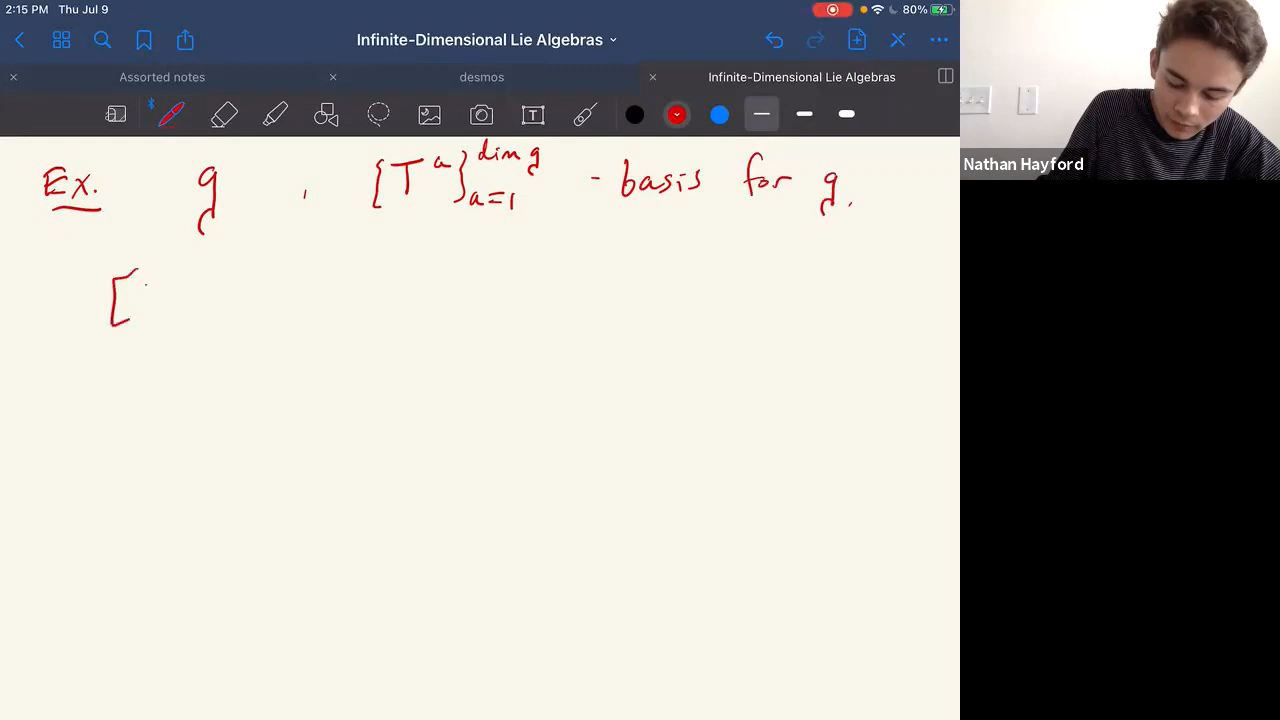 2:15 PM Thu Jul 9
80%
Infinite-Dimensional Lie Algebras
Assorted notes
desmos
Infinite-Dimensional Lie Algebras
T
Nathan Hayford
Ex. g , {T^a}_{a=1}^{dim g} - basis for g.
[